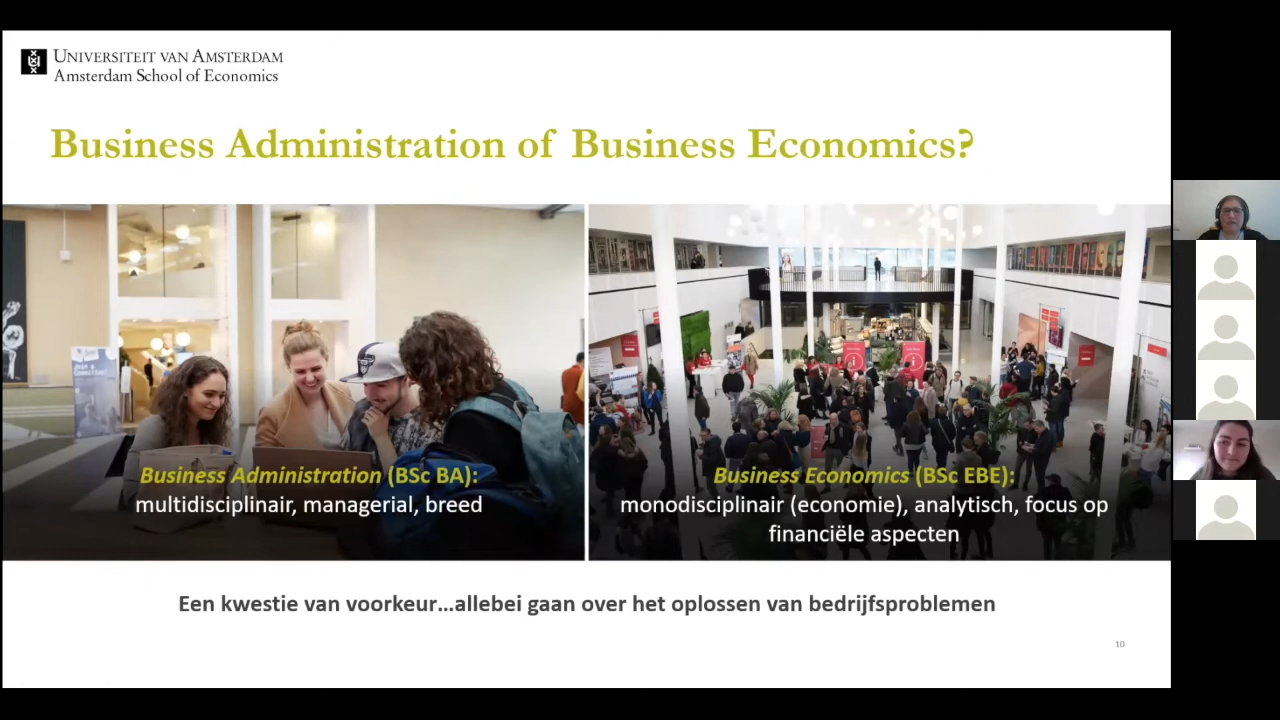 UNIVERSITEIT VAN AMSTERDAM
Amsterdam School of Economics
Business Administration of Business Economics?
Business Administration (BSc BA):
multidisciplinair, managerial, breed
Business Economics (BSc EBE):
monodisciplinair (economie), analytisch, focus op
financiële aspecten
Een kwestie van voorkeur...allebei gaan over het oplossen van bedrijfsproblemen
10